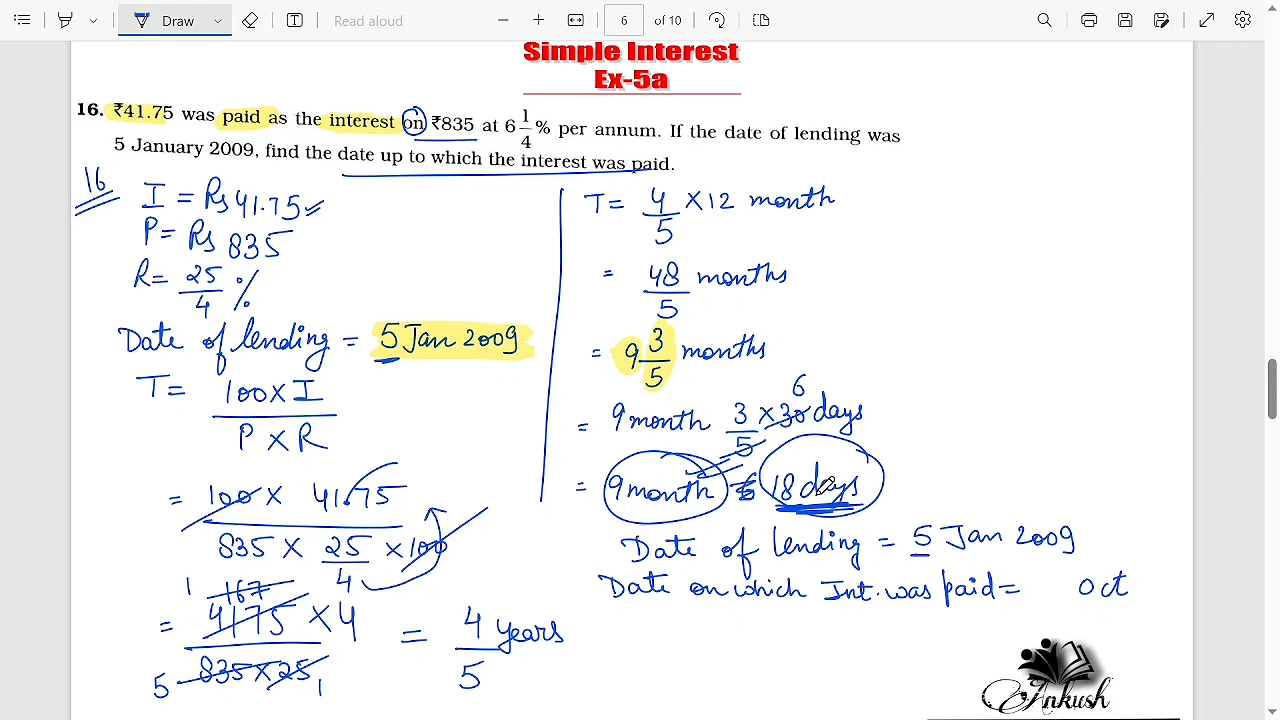 Draw
Read aloud
6
of 10
Simple Interest
Ex-5a
16. ₹41.75 was paid as the interest on ₹835 at 6 1/4 % per annum. If the date of lending was
5 January 2009, find the date up to which the interest was paid.
16
I = Rs 41.75
P = Rs 835
R = 25/4 %
Date of lending = 5 Jan 2009
T = 100 x I
P x R
= 100 x 41.75
835 x 25/4 x 100
1 167
= 4175 x 4
5 835 x 25 1
= 4/5 years
T = 4/5 x 12 month
= 48/5 months
= 9 3/5 months
6
= 9 month 3/5 x 30 days
= 9 month 18 days
Date of lending = 5 Jan 2009
Date on which Int. was paid = Oct
Ankush